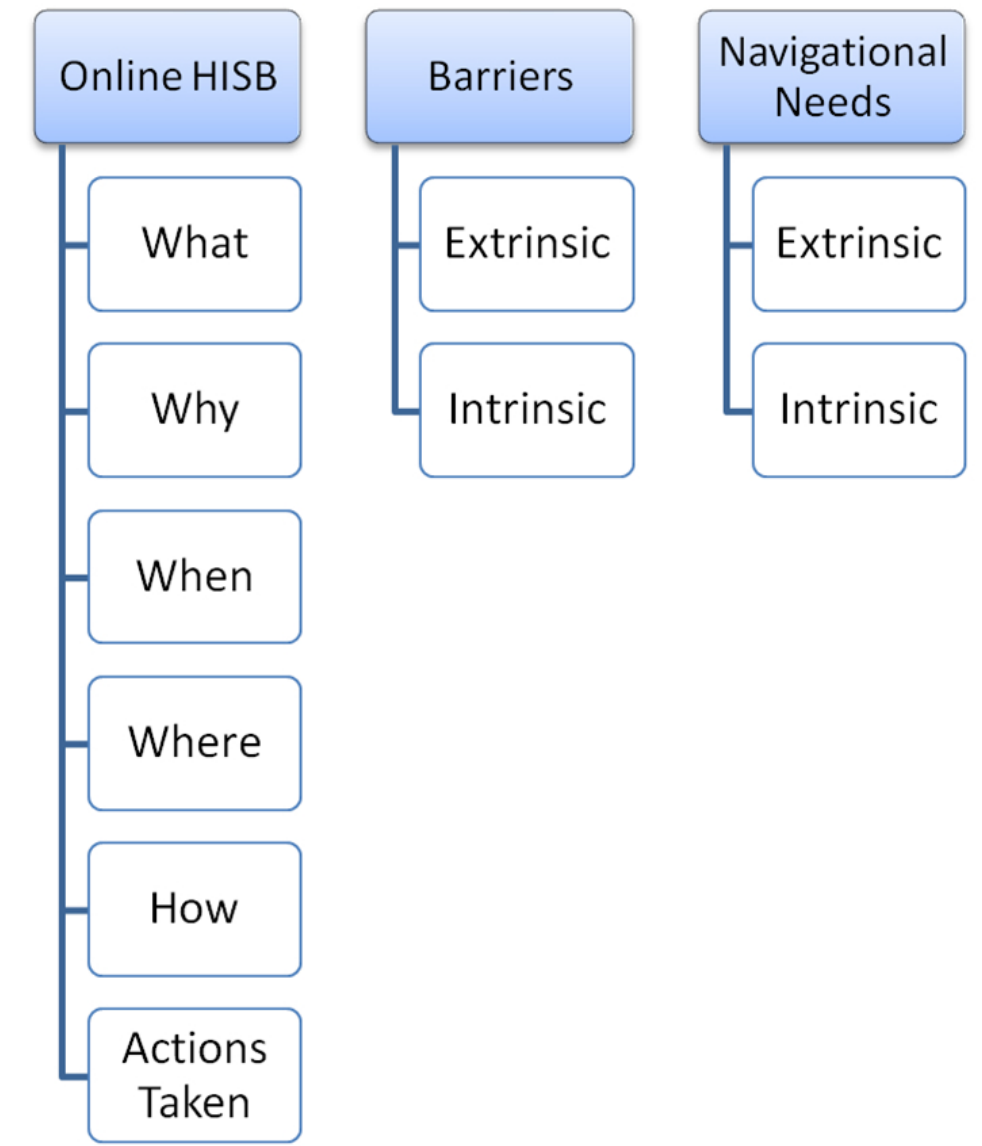 Online HISB
What
Why
When
Where
How
Actions
Taken
Barriers
Extrinsic
Intrinsic
Navigational
Needs
Extrinsic
Intrinsic